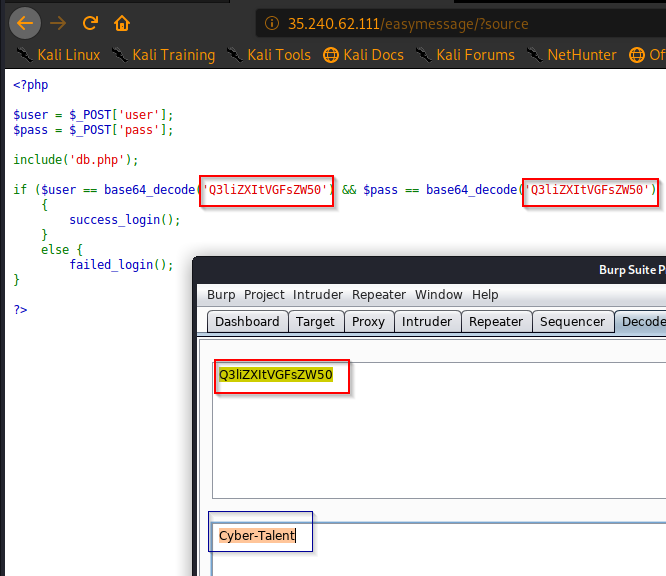 35.240.62.111/easymessage/?source
Kali Linux Kali Training Kali Tools Kali Docs Kali Forums NetHunter Of
<?php
$user = $_POST['user'];
$pass = $_POST['pass'];
include('db.php');
if ($user == base64_decode('Q3liZXItVGFsZW50') && $pass == base64_decode('Q3liZXItVGFsZW50')
{
success_login();
}
else {
failed_login();
}
?>
Burp Suite P
Burp Project Intruder Repeater Window Help
Dashboard Target Proxy Intruder Repeater Sequencer Decode
Q3liZXItVGFsZW50
Cyber-Talent